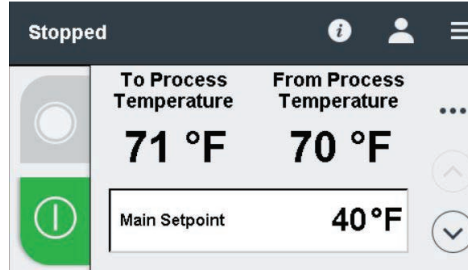 Stopped
To Process Temperature
From Process Temperature
71 °F
70 °F
Main Setpoint
40°F